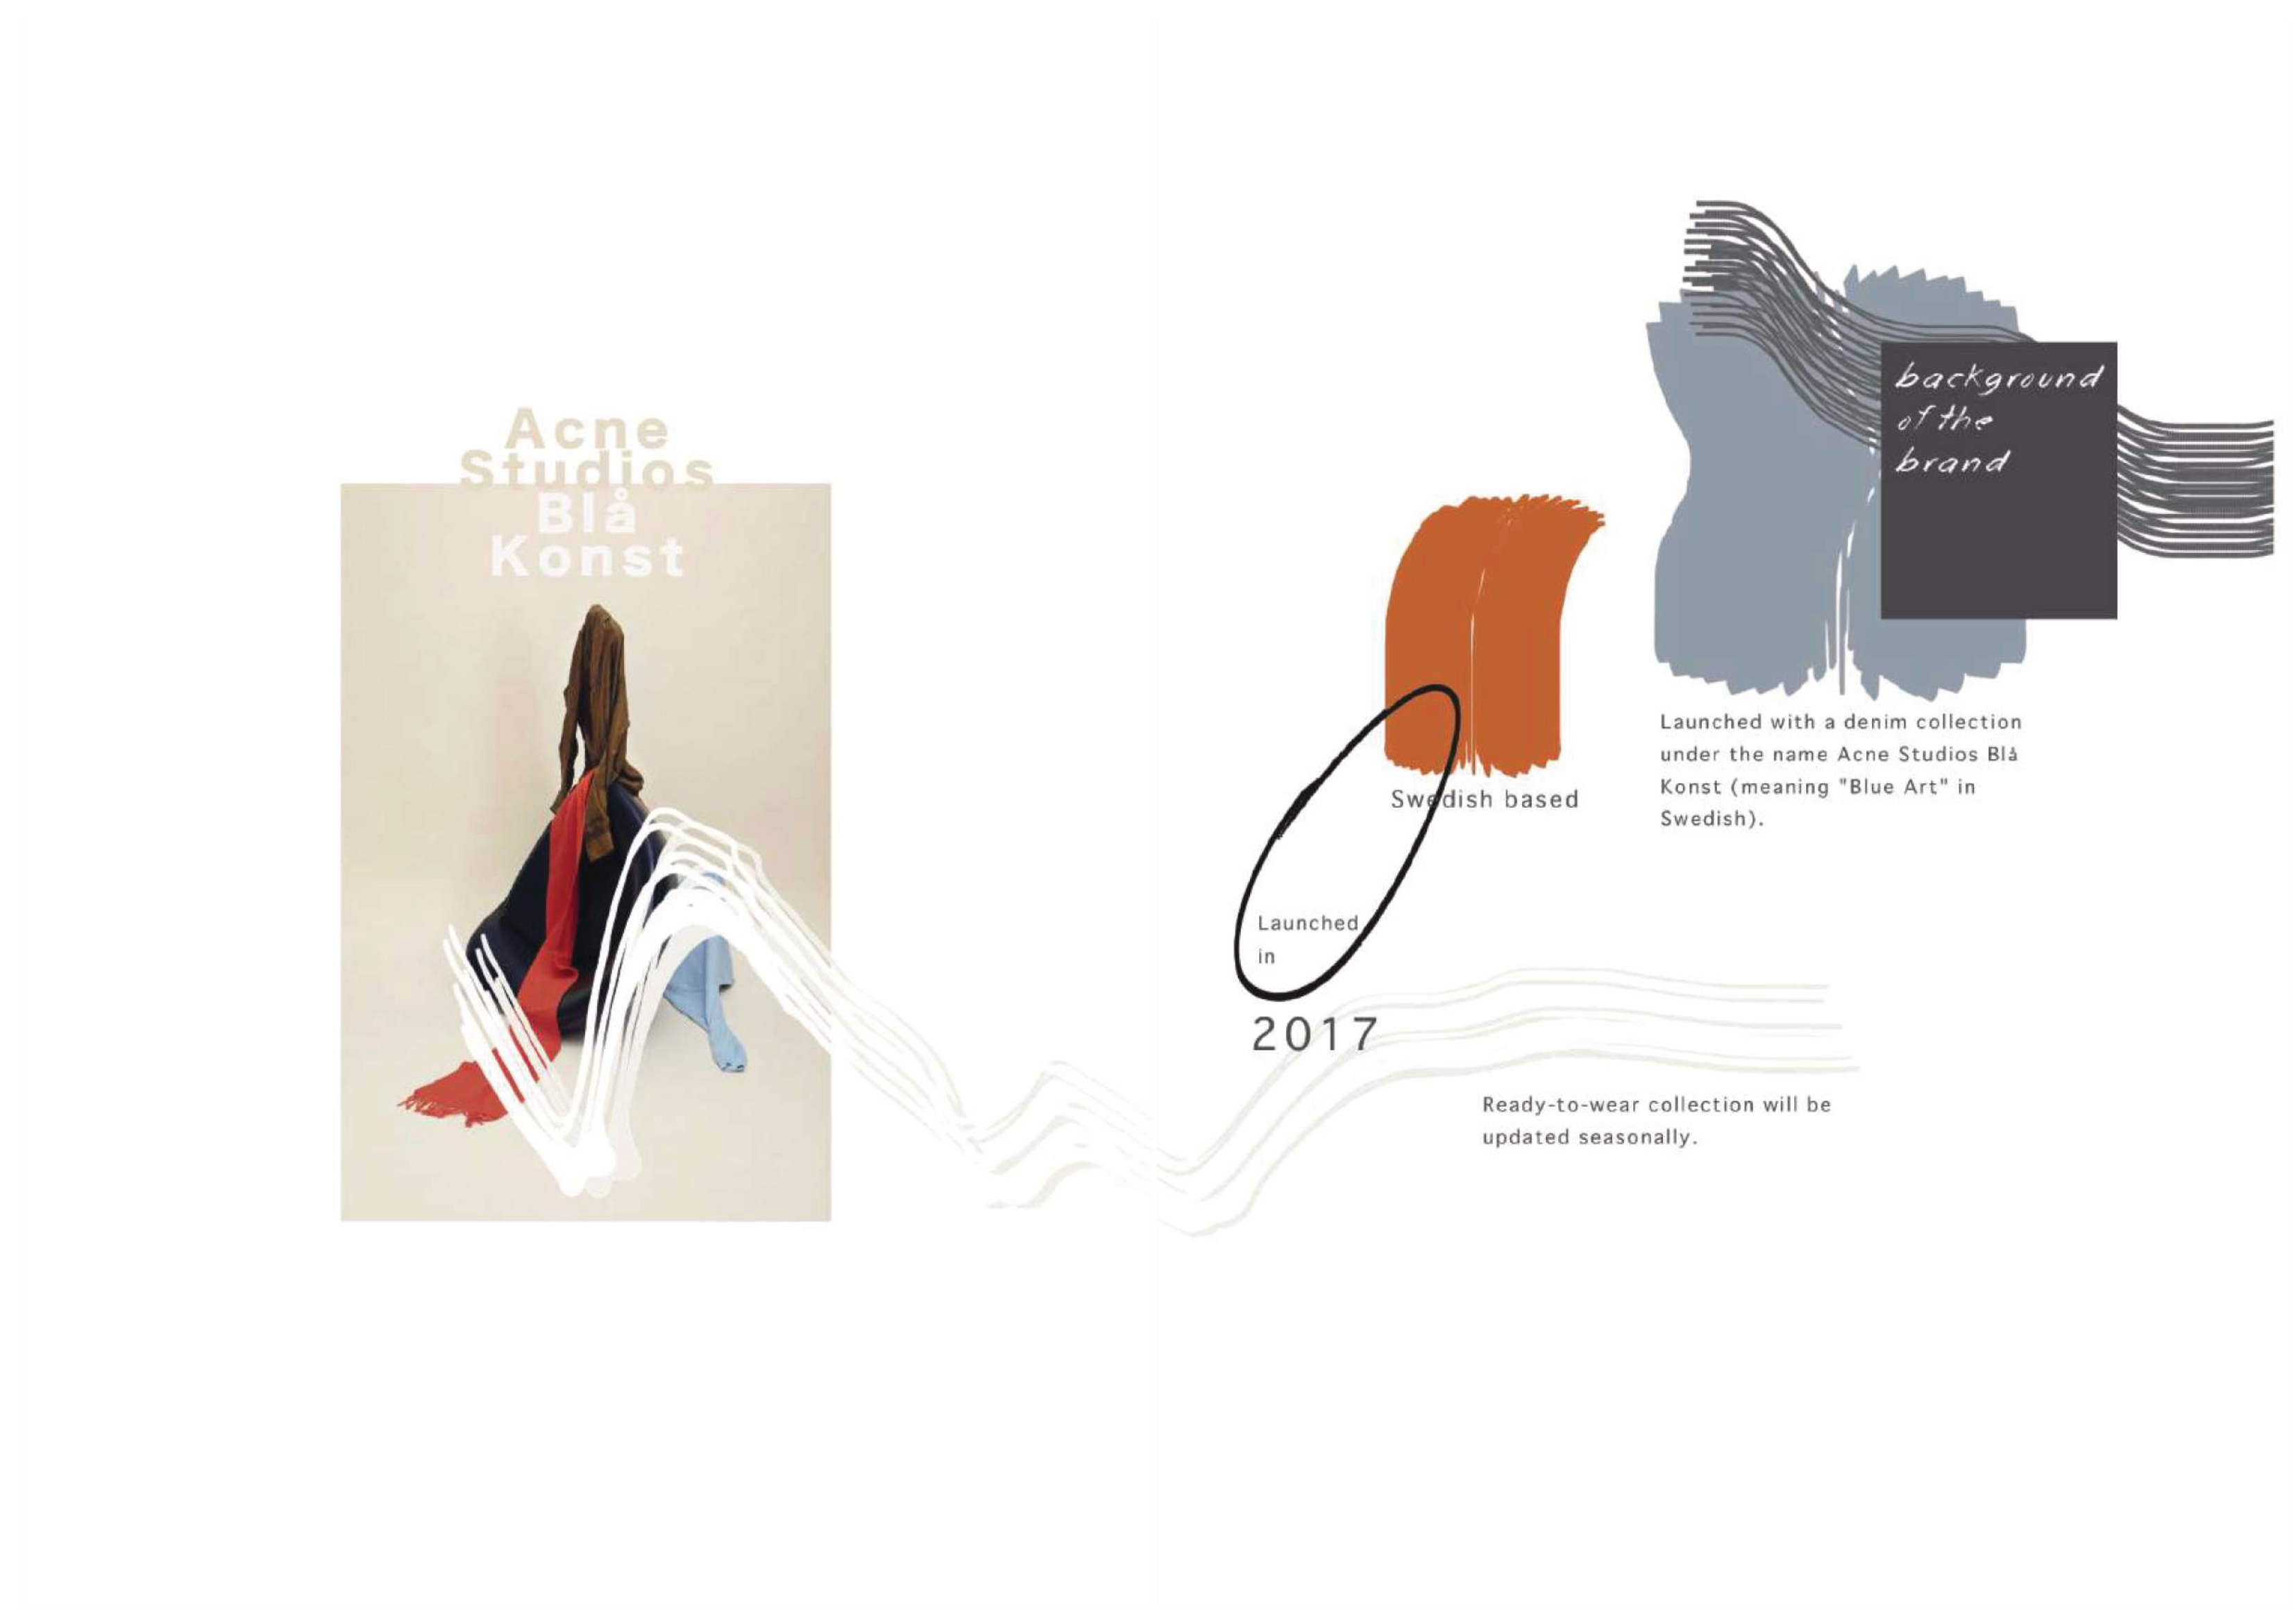 Acne
Studios
Blå
Konst
background
of the
brand
Swedish based
Launched with a denim collection
under the name Acne Studios Blå
Konst (meaning "Blue Art" in
Swedish).
Launched
in
2017
Ready-to-wear collection will be
updated seasonally.